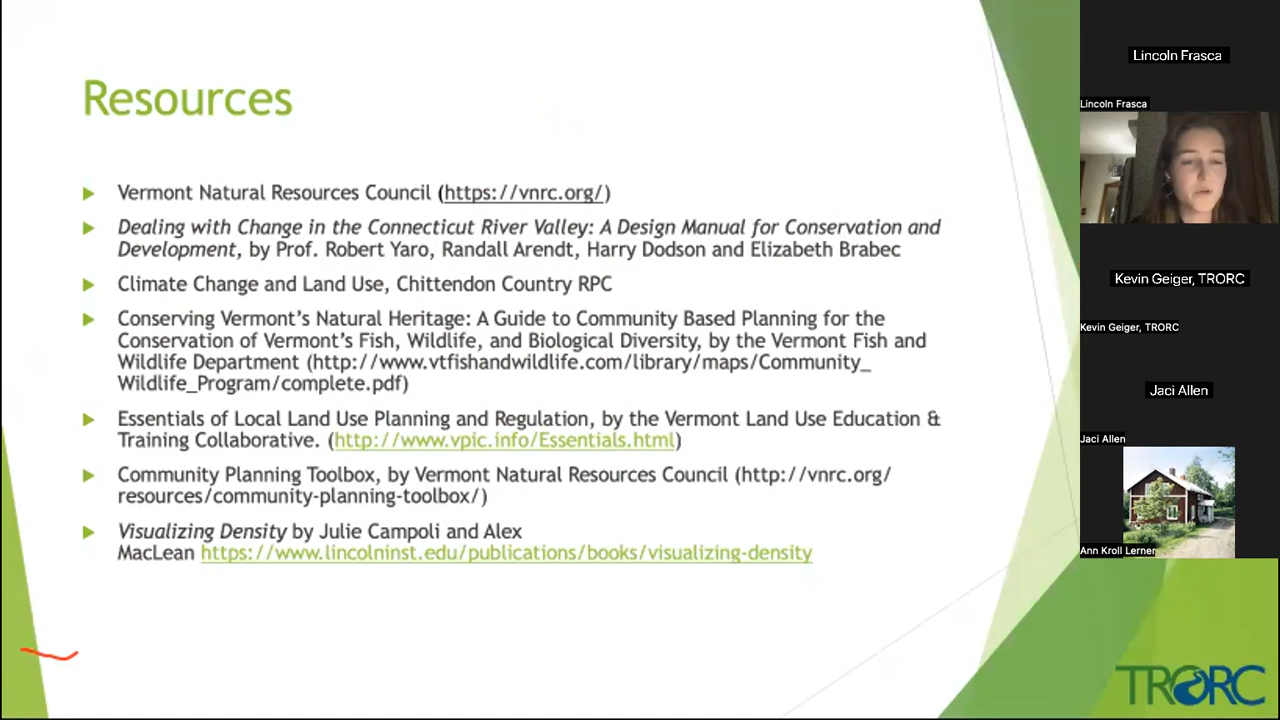 Resources
Vermont Natural Resources Council (https://vnrc.org/)
Dealing with Change in the Connecticut River Valley: A Design Manual for Conservation and
Development, by Prof. Robert Yaro, Randall Arendt, Harry Dodson and Elizabeth Brabec
Climate Change and Land Use, Chittendon Country RPC
Conserving Vermont’s Natural Heritage: A Guide to Community Based Planning for the
Conservation of Vermont’s Fish, Wildlife, and Biological Diversity, by the Vermont Fish and
Wildlife Department (http://www.vtfishandwildlife.com/library/maps/Community_
Wildlife_Program/complete.pdf)
Essentials of Local Land Use Planning and Regulation, by the Vermont Land Use Education &
Training Collaborative. (http://www.vpic.info/Essentials.html)
Community Planning Toolbox, by Vermont Natural Resources Council (http://vnrc.org/
resources/community-planning-toolbox/)
Visualizing Density by Julie Campoli and Alex
MacLean https://www.lincolninst.edu/publications/books/visualizing-density
Lincoln Frasca
Lincoln Frasca
Kevin Geiger, TRORC
Kevin Geiger, TRORC
Jaci Allen
Jaci Allen
Ann Kroll Lerner
TRORC